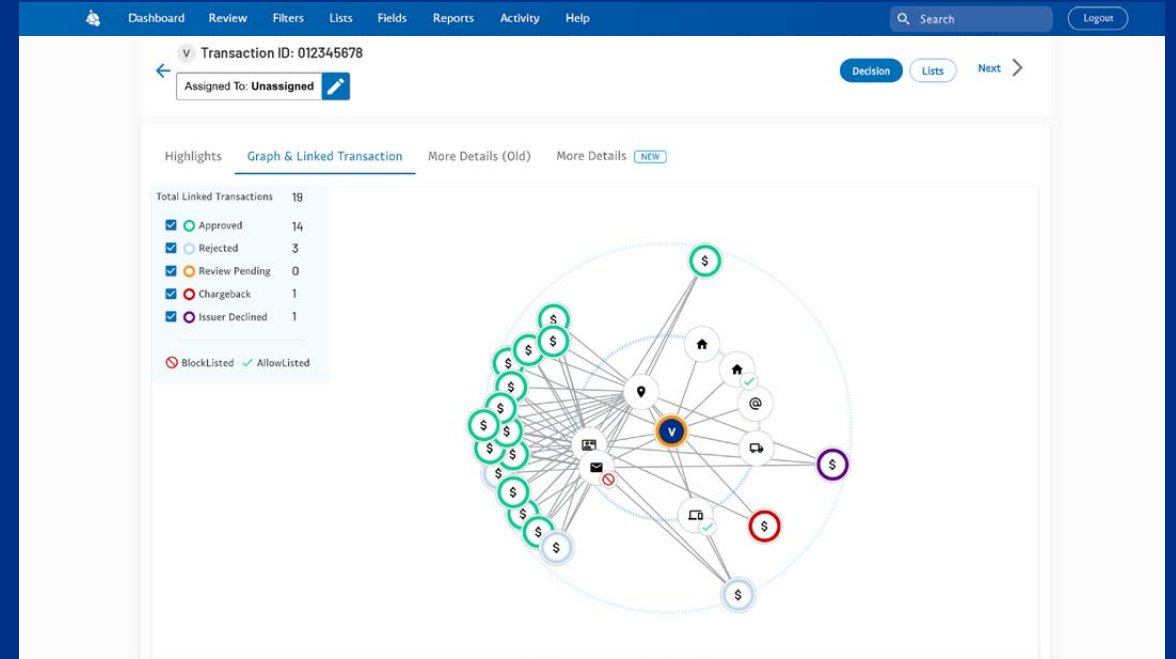 Dashboard Review Filters Lists Fields Reports Activity Help Search Logout
V Transaction ID: 012345678
Assigned To: Unassigned
Decision Lists Next
Highlights Graph & Linked Transaction More Details (Old) More Details NEW
Total Linked Transactions 19
Approved 14
Rejected 3
Review Pending 0
Chargeback 1
Issuer Declined 1
BlockListed AllowListed
$
$
$
$
$
$
$
@
$
V
$
$
$
$
$
$
$
$
$
$
$
$